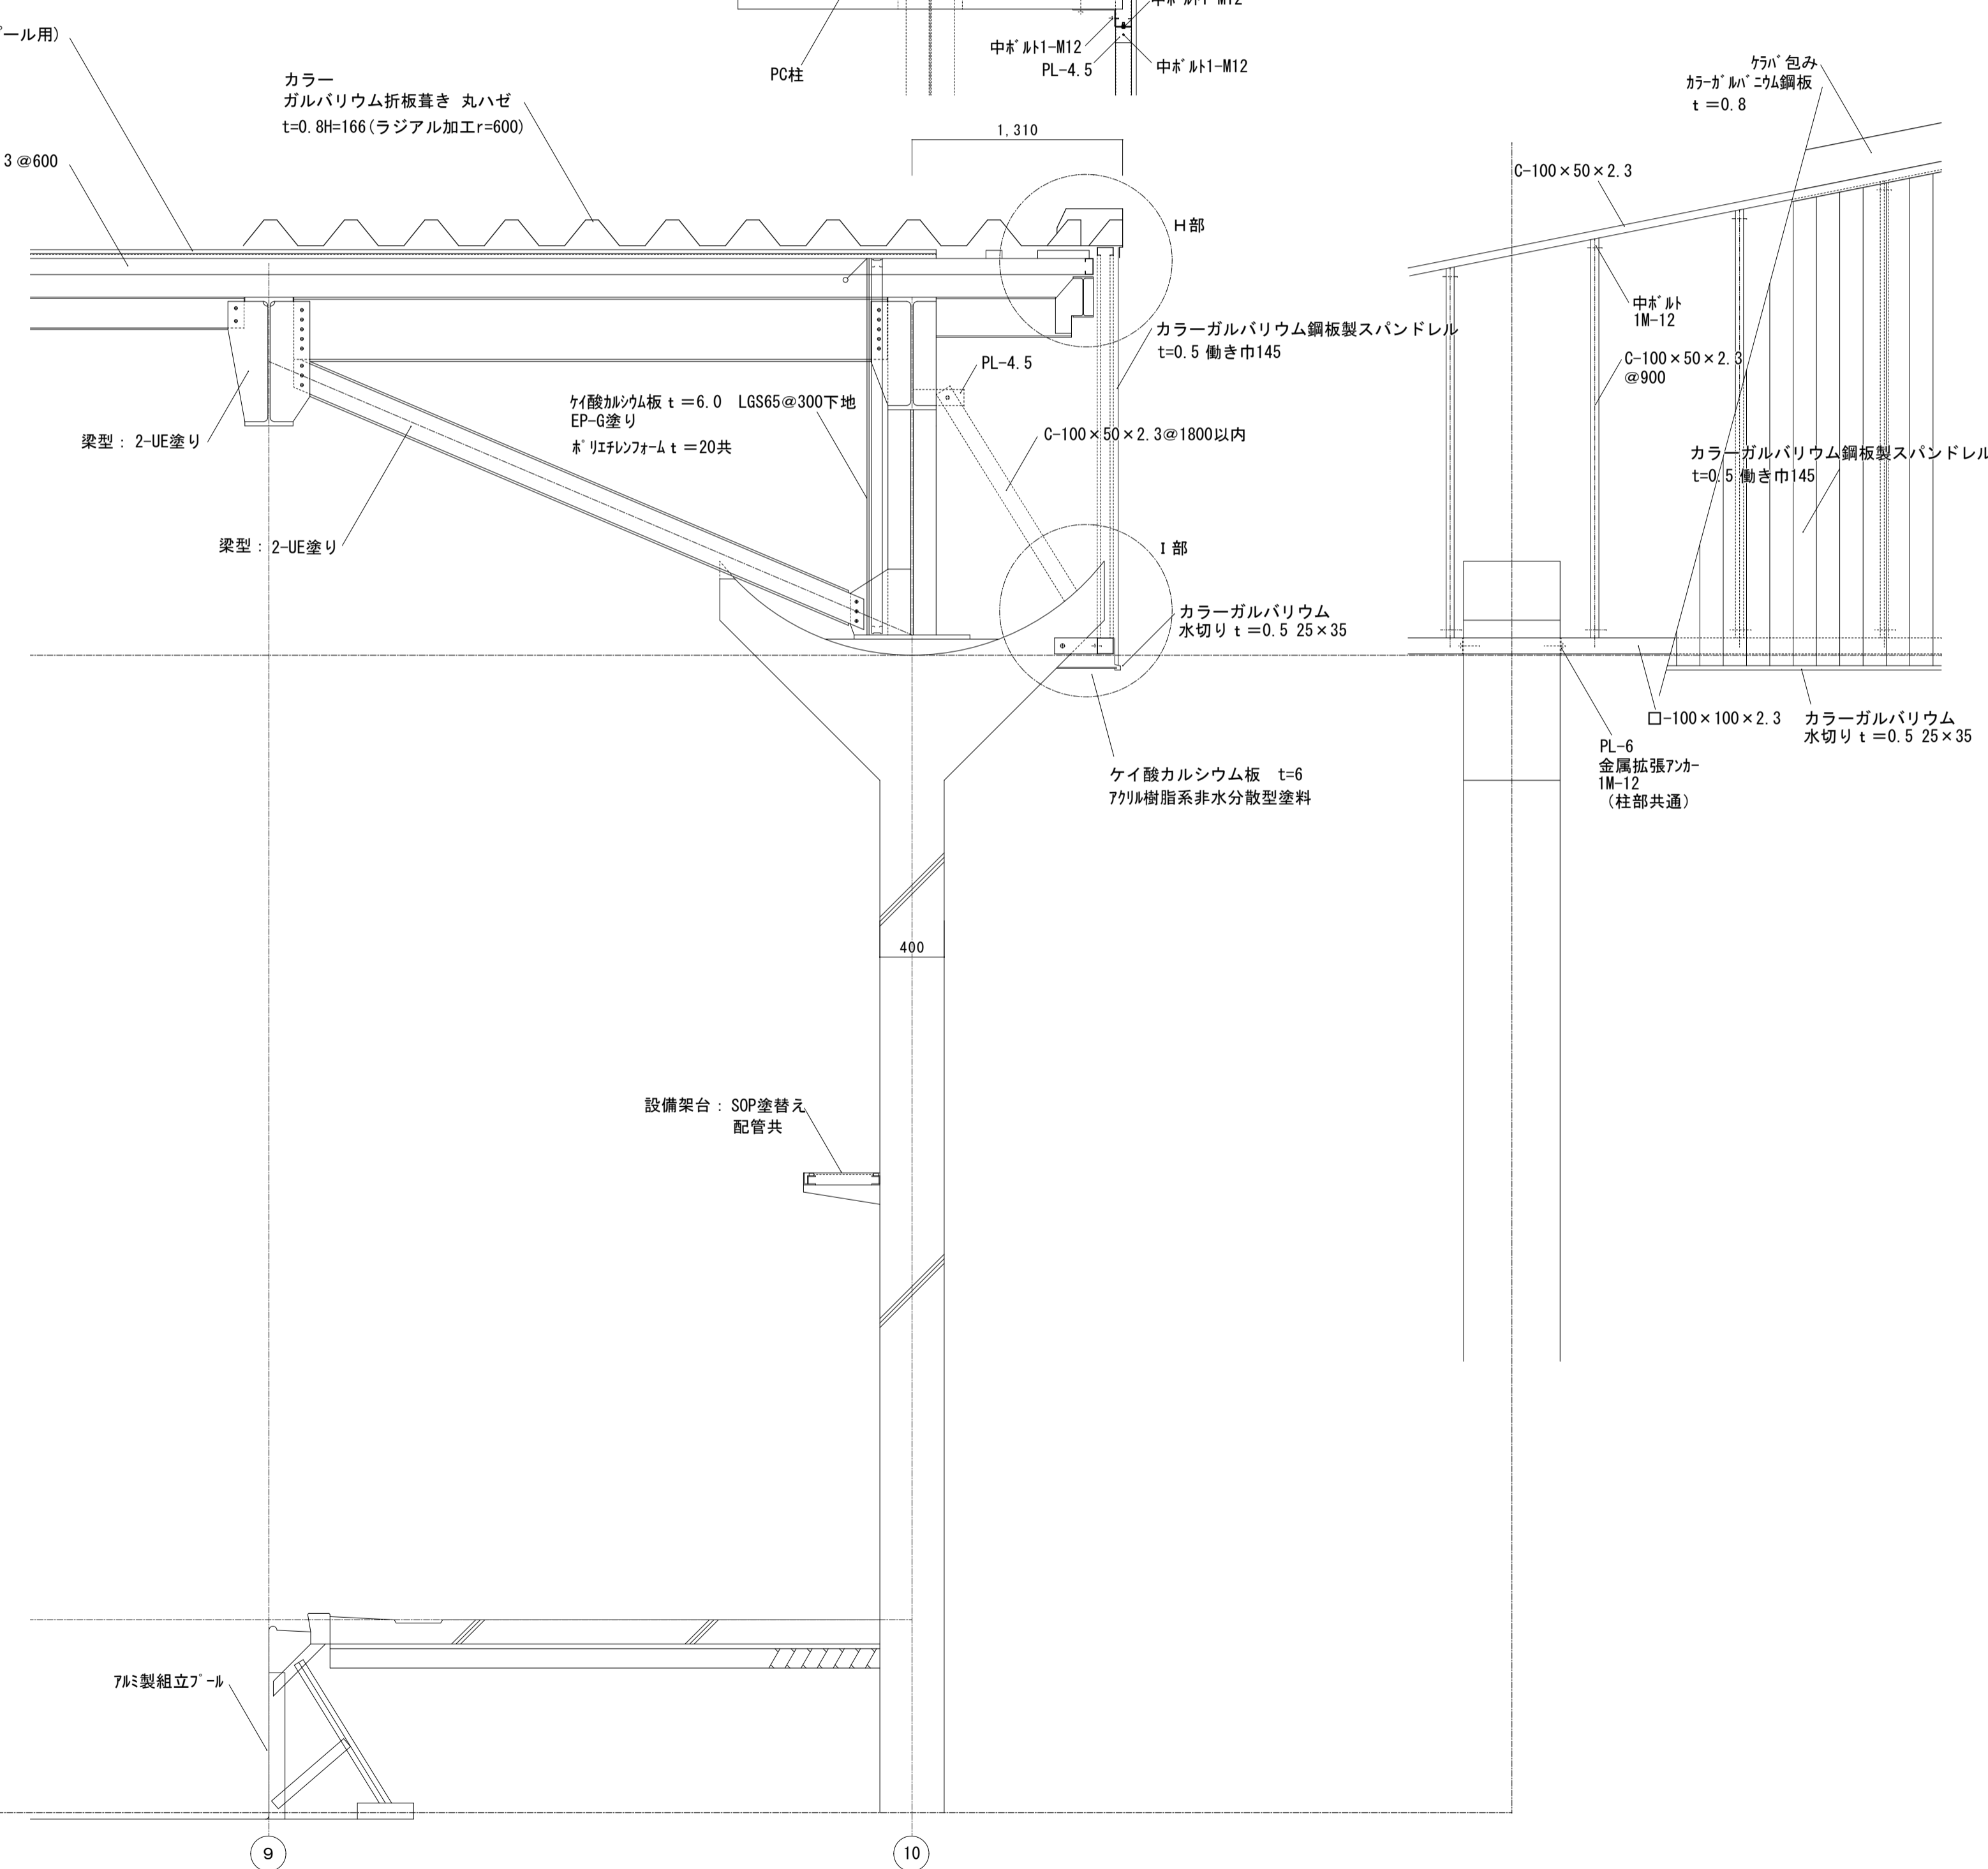 中ﾎﾞﾙﾄ1-M12
プール用）
中ﾎﾞﾙﾄ1-M12
PL-4.5
中ﾎﾞﾙﾄ1-M12
PC柱
カラー
ガルバリウム折板葺き 丸ハゼ
t=0.8H=166(ラジアル加工r=600)
ｹﾗﾊﾞ包み
ｶﾗｰｶﾞﾙﾊﾞﾆｳﾑ鋼板
t＝0.8
1,310
3＠600
C-100×50×2.3
H部
中ﾎﾞﾙﾄ
1M-12
カラーガルバリウム鋼板製スパンドレル
t=0.5 働き巾145
C-100×50×2.3
@900
PL-4.5
ｹｲ酸ｶﾙｼｳﾑ板 t＝6.0 LGS65@300下地
EP-G塗り
ﾎﾟﾘｴﾁﾚﾝﾌｫｰﾑ t＝20共
梁型：2-UE塗り
C-100×50×2.3@1800以内
カラーガルバリウム鋼板製スパンドレル
t=0.5 働き巾145
梁型：2-UE塗り
I部
カラーガルバリウム
水切り t＝0.5 25×35
□-100×100×2.3
カラーガルバリウム
水切り t＝0.5 25×35
PL-6
金属拡張ｱﾝｶｰ
1M-12
（柱部共通）
ケイ酸カルシウム板 t=6
ｱｸﾘﾙ樹脂系非水分散型塗料
400
設備架台：SOP塗替え
配管共
ｱﾙﾐ製組立ﾌﾟｰﾙ
9
10